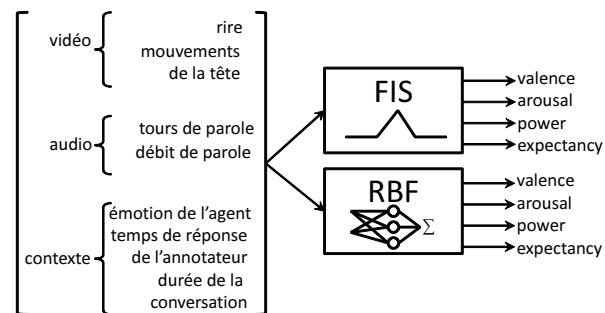 vidéo
rire
mouvements
de la tête
audio
tours de parole
débit de parole
contexte
émotion de l'agent
temps de réponse
de l'annotateur
durée de la
conversation
FIS
valence
arousal
power
expectancy
RBF
Σ
valence
arousal
power
expectancy